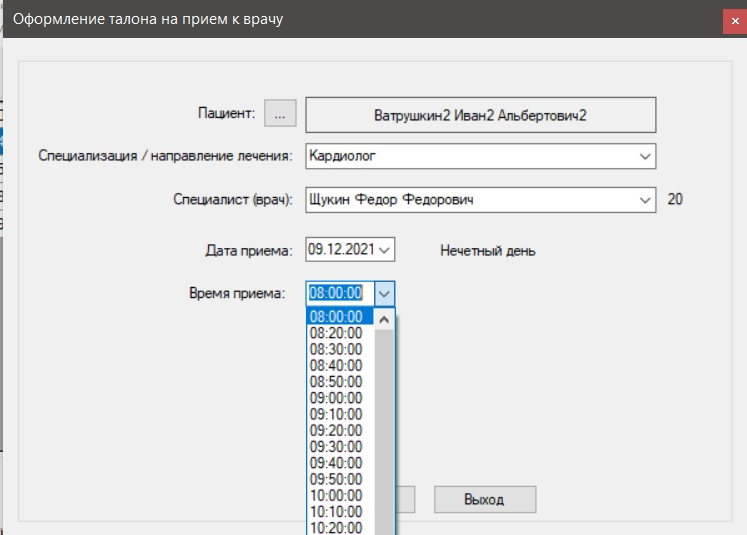 Оформление талона на прием к врачу
Пациент: ... Ватрушкин2 Иван2 Альбертович2
Специализация / направление лечения: Кардиолог
Специалист (врач): Щукин Федор Федорович 20
Дата приема: 09.12.2021 Нечетный день
Время приема: 08:00:00
08:00:00
08:20:00
08:30:00
08:40:00
08:50:00
09:00:00
09:10:00
09:20:00
09:30:00
09:40:00
09:50:00
10:00:00
Выход
10:10:00
10:20:00